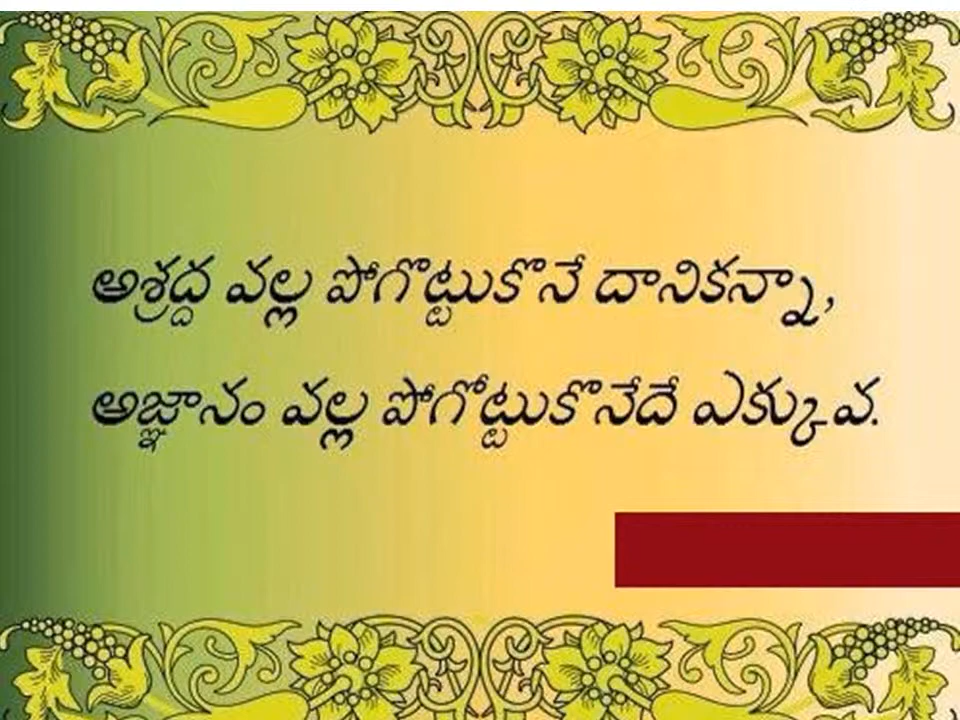 అశ్రద్ద వల్ల పోగొట్టుకొనే దానికన్నా,
అజ్ఞానం వల్ల పోగోట్టుకొనేదే ఎక్కువ.